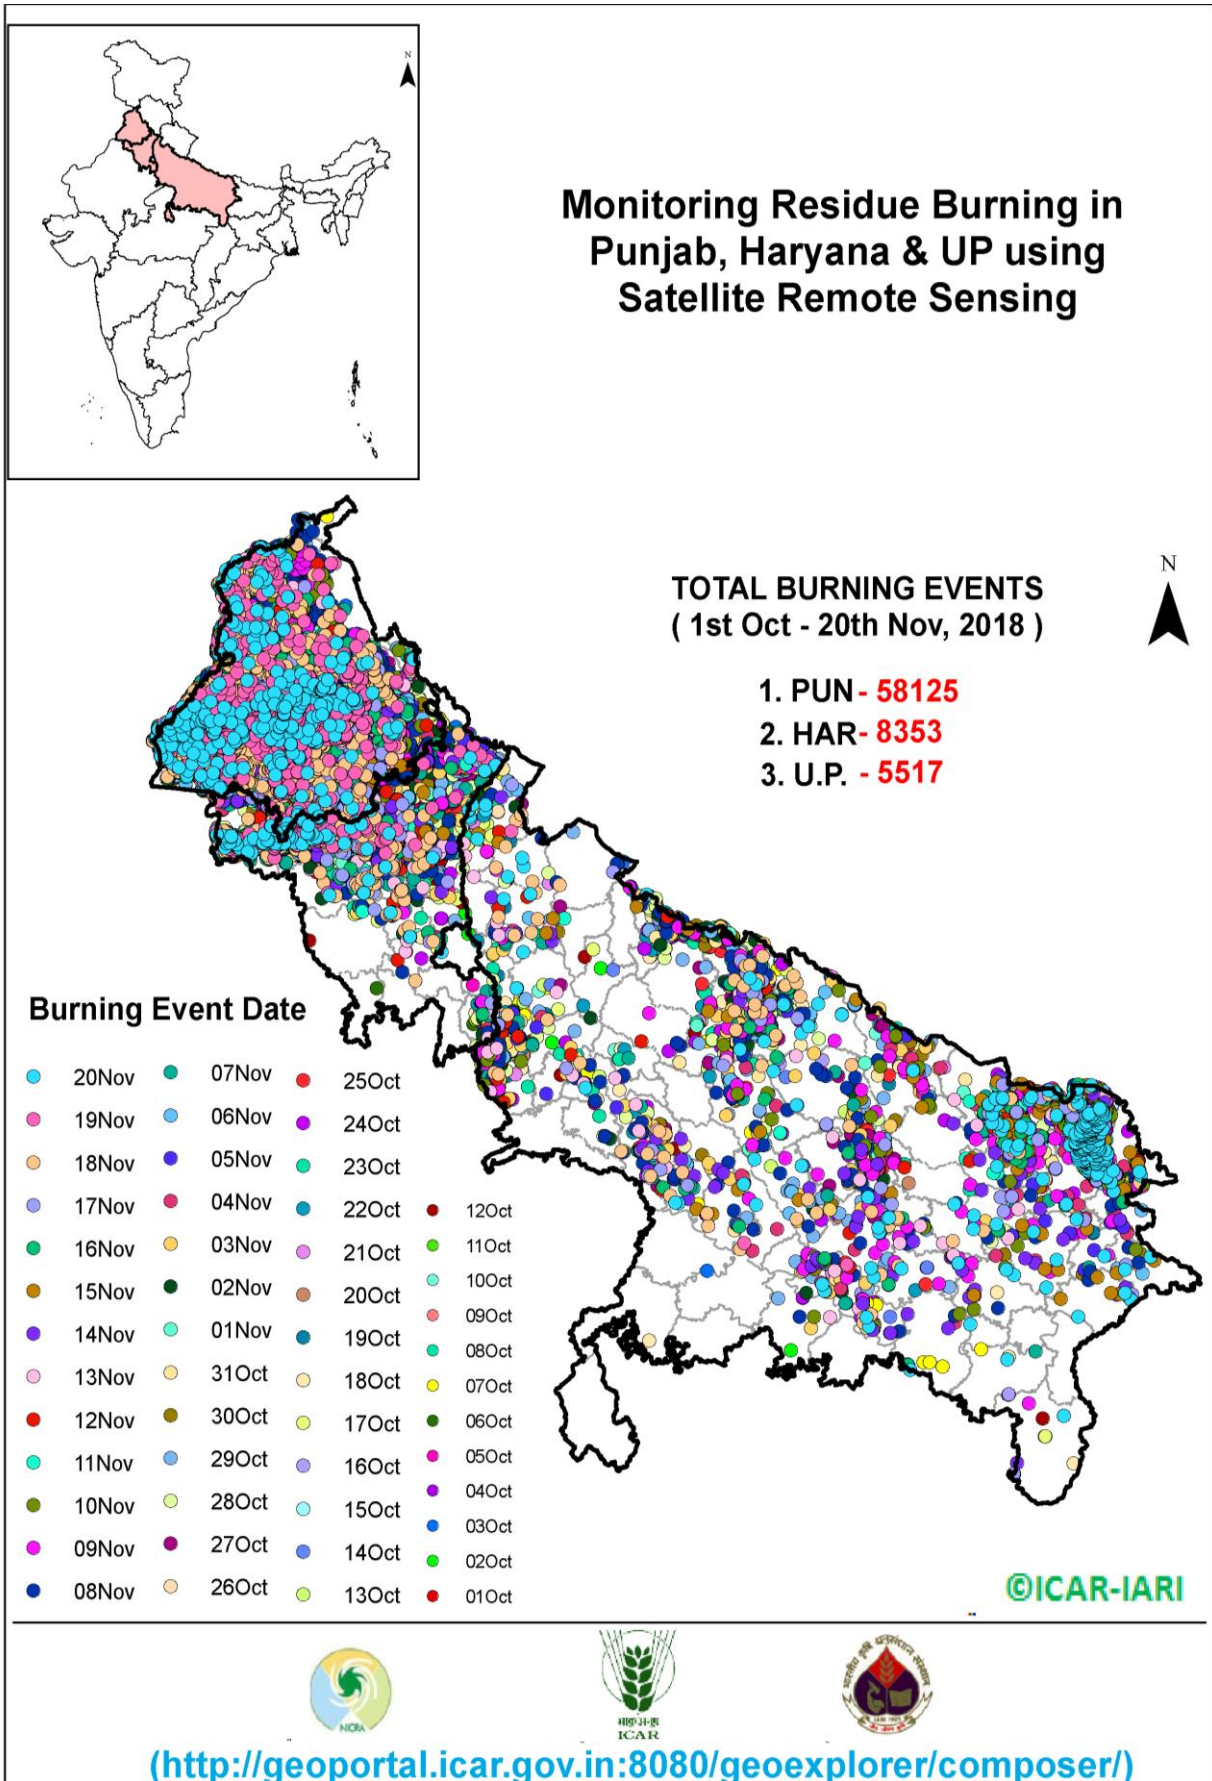 N
Monitoring Residue Burning in
Punjab, Haryana & UP using
Satellite Remote Sensing
N
TOTAL BURNING EVENTS
( 1st Oct - 20th Nov, 2018 )
1. PUN - 58125
2. HAR- 8353
3. U.P. - 5517
Burning Event Date
20Nov
19Nov
18Nov
17Nov
16Nov
15Nov
14Nov
13Nov
12Nov
11Nov
10Nov
09Nov
08Nov
07Nov
06Nov
05Nov
04Nov
03Nov
02Nov
01Nov
31Oct
30Oct
29Oct
28Oct
27Oct
26Oct
25Oct
24Oct
23Oct
22Oct
21Oct
20Oct
19Oct
18Oct
17Oct
16Oct
15Oct
14Oct
13Oct
12Oct
11Oct
10Oct
09Oct
08Oct
07Oct
06Oct
05Oct
04Oct
03Oct
02Oct
01Oct
©ICAR-IARI
NICRA
भाकृअनुप
ICAR
भारतीय कृषि अनुसंधान संस्थान
(http://geoportal.icar.gov.in:8080/geoexplorer/composer/)